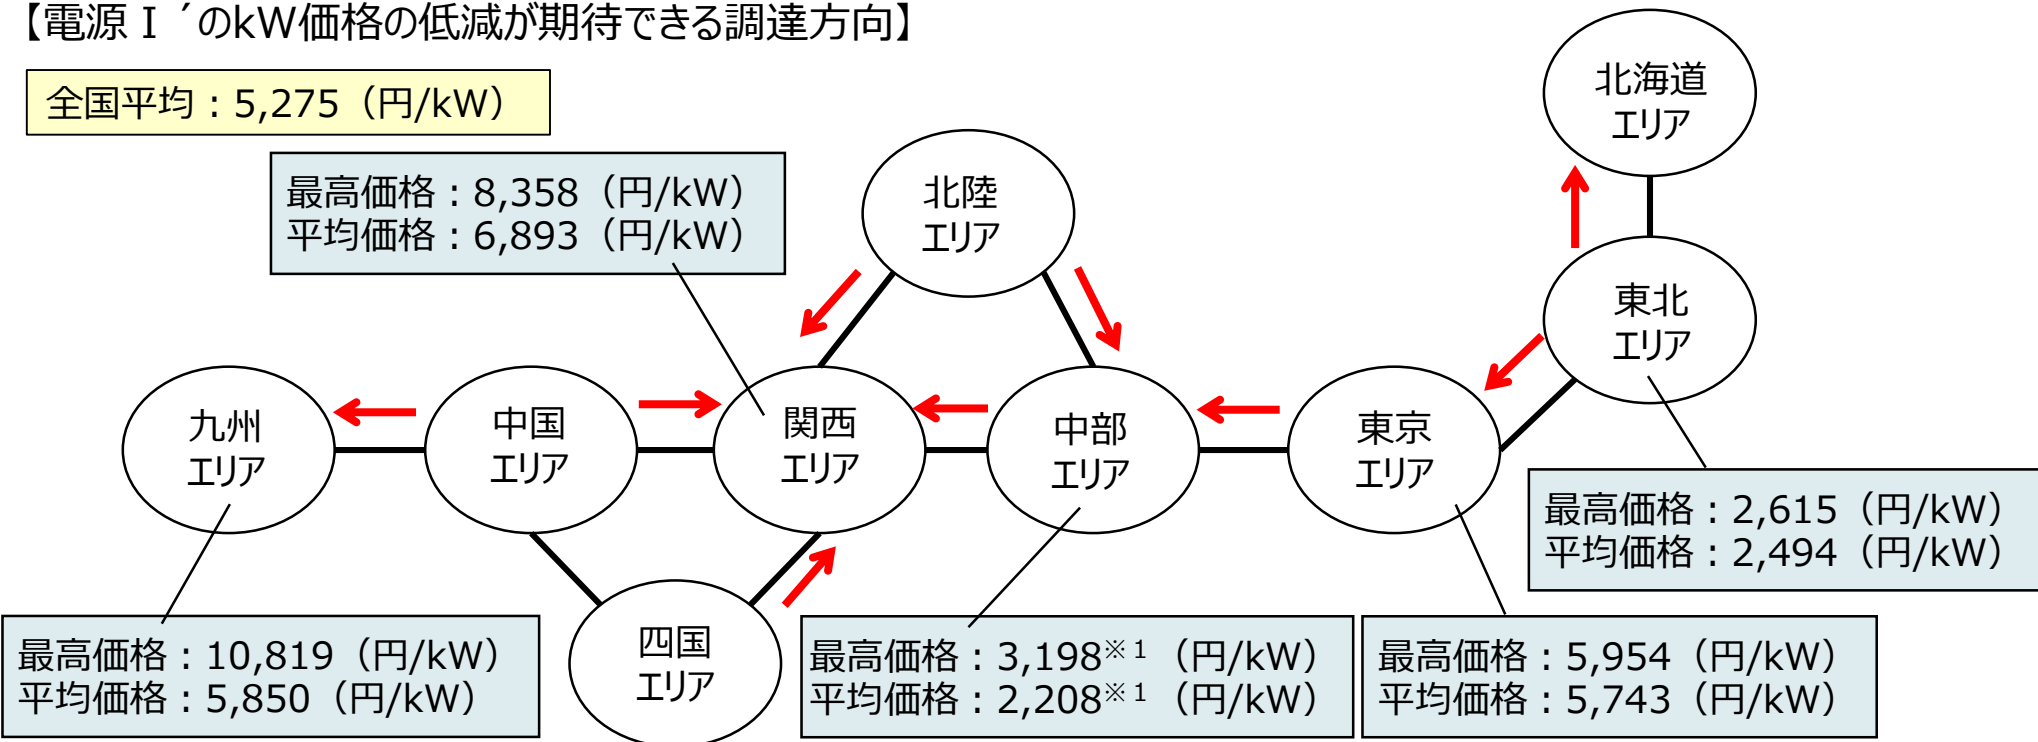 【電源Ⅰ´のkW価格の低減が期待できる調達方向】
全国平均：5,275（円/kW）
北海道
エリア
最高価格：8,358（円/kW）
平均価格：6,893（円/kW）
北陸
エリア
東北
エリア
九州
エリア
中国
エリア
関西
エリア
中部
エリア
東京
エリア
最高価格：2,615（円/kW）
平均価格：2,494（円/kW）
最高価格：10,819（円/kW）
平均価格：5,850（円/kW）
四国
エリア
最高価格：3,198※1（円/kW）
平均価格：2,208※1（円/kW）
最高価格：5,954（円/kW）
平均価格：5,743（円/kW）